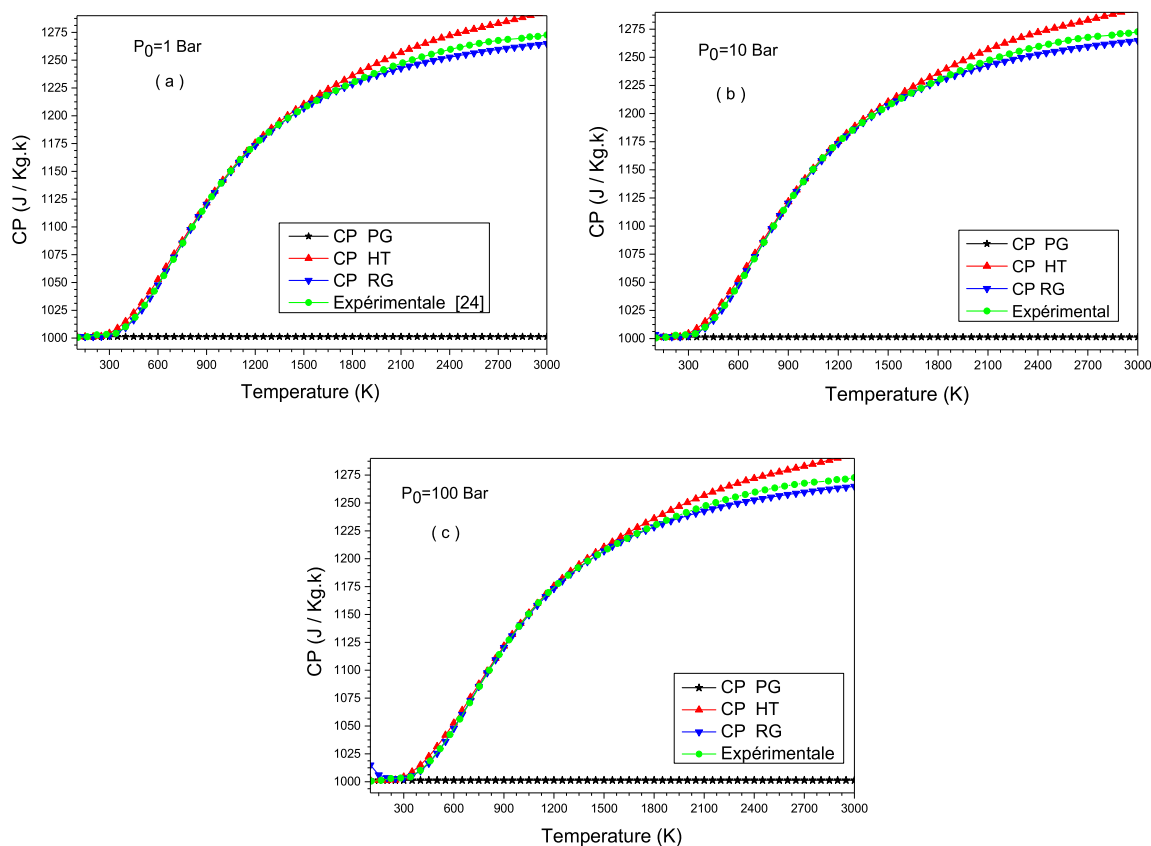 P0=1 Bar
( a )
CP (J / Kg.k)
1275
1250
1225
1200
1175
1150
1125
1100
1075
1050
1025
1000
CP PG
CP HT
CP RG
Expérimentale [24]
300 600 900 1200 1500 1800 2100 2400 2700 3000
Temperature (K)
P0=10 Bar
( b )
CP (J / Kg.k)
1275
1250
1225
1200
1175
1150
1125
1100
1075
1050
1025
1000
CP PG
CP HT
CP RG
Expérimental
300 600 900 1200 1500 1800 2100 2400 2700 3000
Temperature (K)
P0=100 Bar
( c )
CP (J / Kg.k)
1275
1250
1225
1200
1175
1150
1125
1100
1075
1050
1025
1000
CP PG
CP HT
CP RG
Expérimentale
300 600 900 1200 1500 1800 2100 2400 2700 3000
Temperature (K)